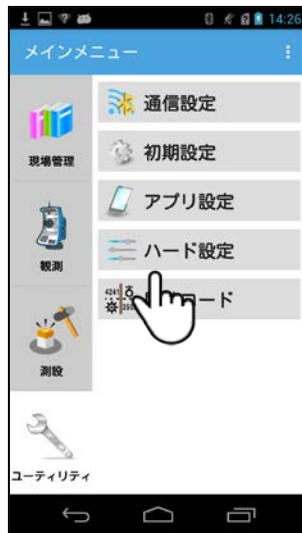 14:26
メインメニュー
現場管理
観測
測設
ユーティリティ
通信設定
初期設定
アプリ設定
ハード設定
ード